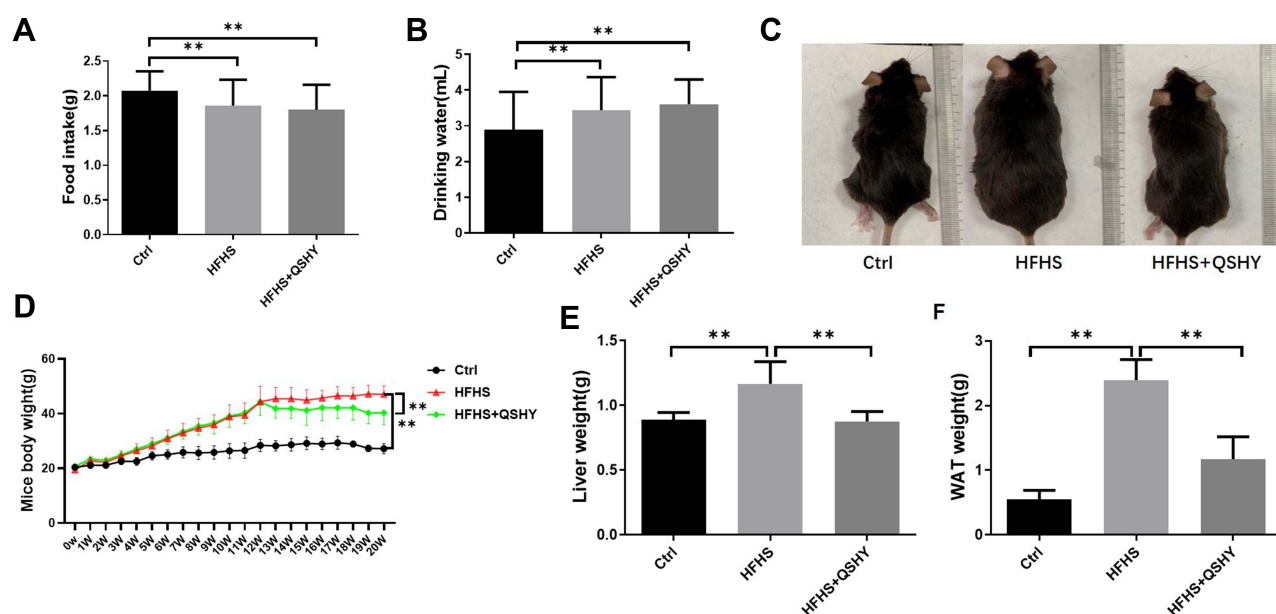 A
**
**
Food intake(g)
2.5
2.0
1.5
1.0
0.5
0.0
Ctrl
HFHS
HFHS+QSHY
B
**
**
Drinking water(mL)
5
4
3
2
1
0
Ctrl
HFHS
HFHS+QSHY
C
Ctrl
HFHS
HFHS+QSHY
D
Mice body wight(g)
60
40
20
0
0w
1W
2W
3W
4W
5W
6W
7W
8W
9W
10W
11W
12W
13W
14W
15W
16W
17W
18W
19W
20W
Ctrl
HFHS
HFHS+QSHY
**
**
E
**
**
Liver weight(g)
1.5
1.0
0.5
0.0
Ctrl
HFHS
HFHS+QSHY
F
**
**
WAT weight(g)
3
2
1
0
Ctrl
HFHS
HFHS+QSHY